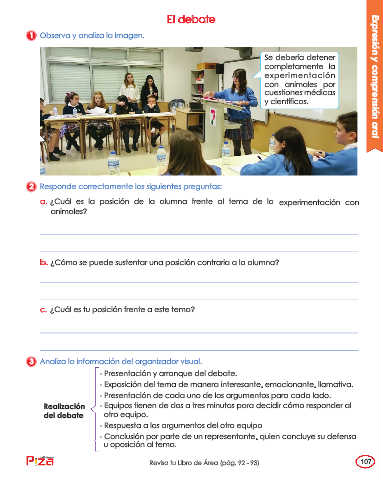 El debate
1 Observa y analiza la imagen.
Se debería detener
completamente la
experimentación
con animales por
cuestiones médicas
y científicas.
Expresión y comprensión oral
2 Responde correctamente las siguientes preguntas:
a. ¿Cuál es la posición de la alumna frente al tema de la experimentación con
animales?
b. ¿Cómo se puede sustentar una posición contraria a la alumna?
c. ¿Cuál es tu posición frente a este tema?
3 Analiza la información del organizador visual.
Realización
del debate
- Presentación y arranque del debate.
- Exposición del tema de manera interesante, emocionante, llamativa.
- Presentación de cada uno de los argumentos para cada lado.
- Equipos tienen de dos a tres minutos para decidir cómo responder al
otro equipo.
- Respuesta a los argumentos del otro equipo
- Conclusión por parte de un representante, quien concluye su defensa
u oposición al tema.
Piza
Revisa tu Libro de Área (pág. 92 - 93)
107